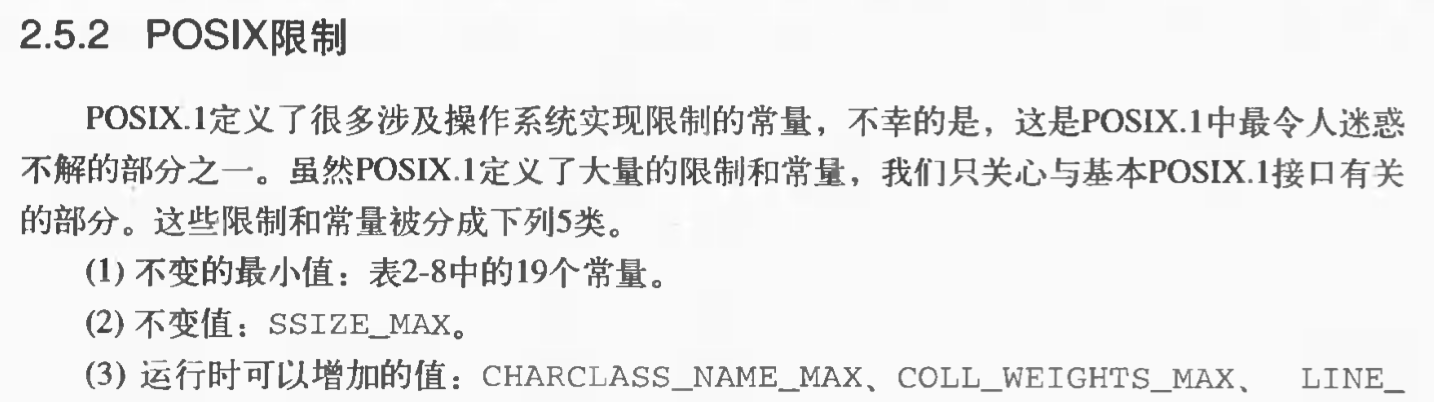 2.5.2 POSIX限制
POSIX.1定义了很多涉及操作系统实现限制的常量，不幸的是，这是POSIX.1中最令人迷惑
不解的部分之一。虽然POSIX.1定义了大量的限制和常量，我们只关心与基本POSIX.1接口有关
的部分。这些限制和常量被分成下列5类。
(1) 不变的最小值：表2-8中的19个常量。
(2) 不变值：SSIZE_MAX。
(3) 运行时可以增加的值：CHARCLASS_NAME_MAX、COLL_WEIGHTS_MAX、 LINE_